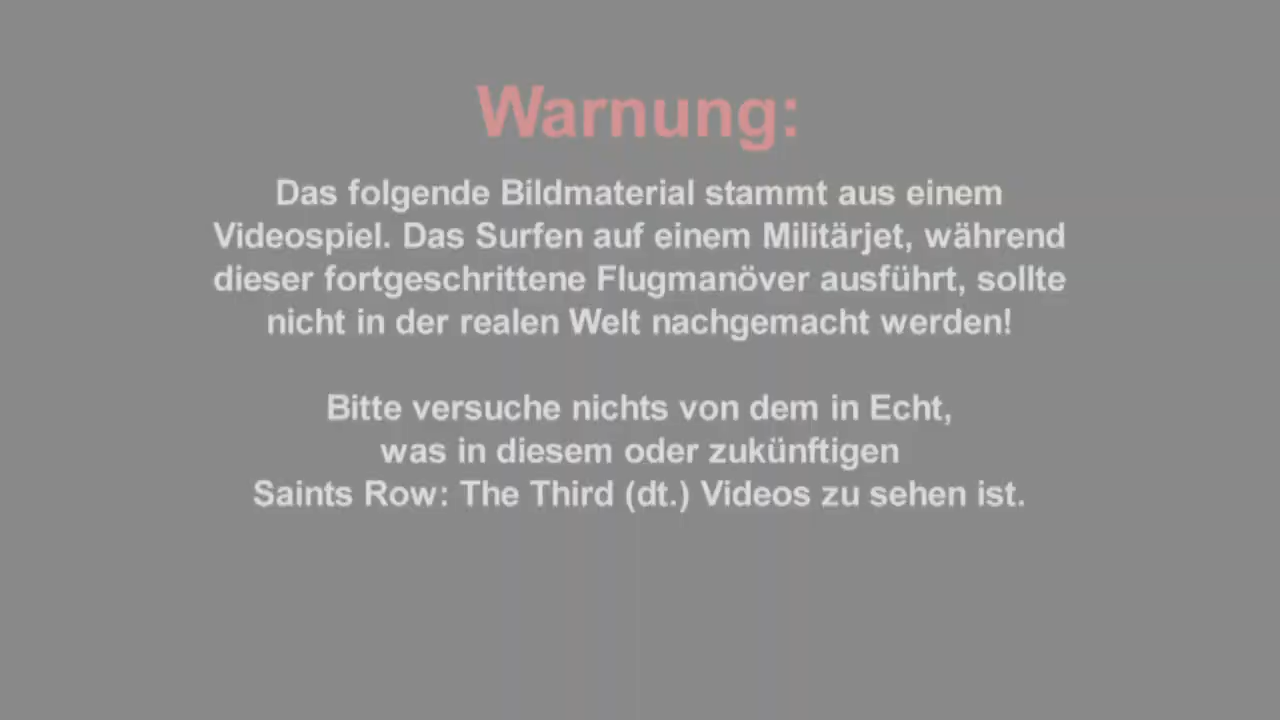 Warnung:
Das folgende Bildmaterial stammt aus einem
Videospiel. Das Surfen auf einem Militärjet, während
dieser fortgeschrittene Flugmanöver ausführt, sollte
nicht in der realen Welt nachgemacht werden!
Bitte versuche nichts von dem in Echt,
was in diesem oder zukünftigen
Saints Row: The Third (dt.) Videos zu sehen ist.